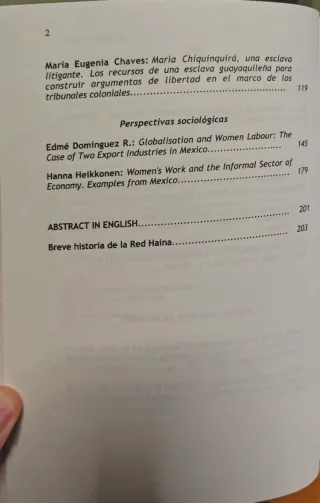 2
María Eugenia Chaves: María Chiquinquirá, una esclava
litigante. Los recursos de una esclava guayaquileña para
construir argumentos de libertad en el marco de los
tribunales coloniales.................................................. 119
Perspectivas sociológicas
Edmé Domínguez R.: Globalisation and Women Labour: The
Case of Two Export Industries in Mexico...................... 145
Hanna Heikkonen: Women's Work and the Informal Sector of
Economy. Examples from Mexico................................. 179
ABSTRACT IN ENGLISH............................................. 201
Breve historia de la Red Haina................................... 203